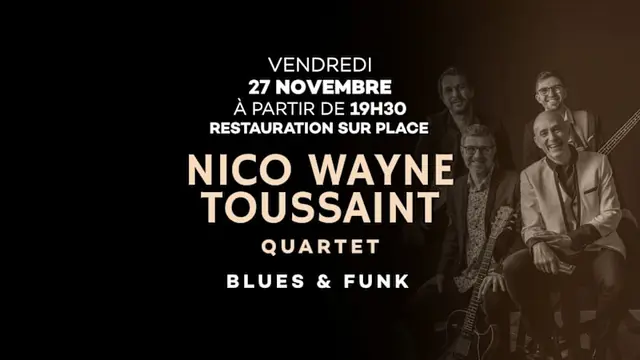 VENDREDI
27 NOVEMBRE
À PARTIR DE 19H30
RESTAURATION SUR PLACE
NICO WAYNE
TOUSSAINT
QUARTET
BLUES & FUNK